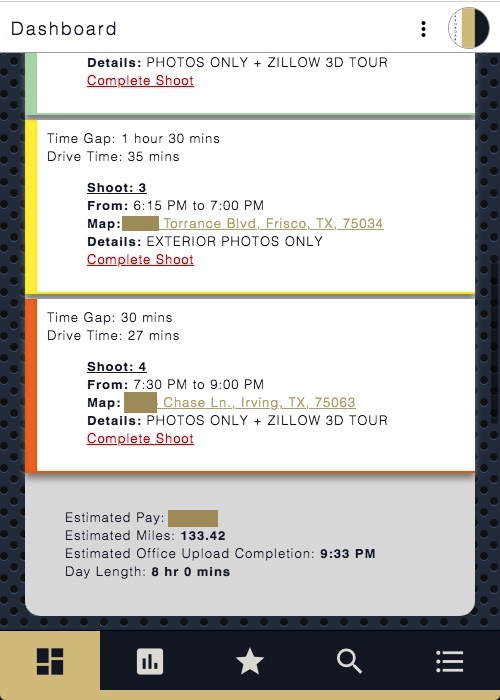 Dashboard
Details: PHOTOS ONLY + ZILLOW 3D TOUR
Complete Shoot
Time Gap: 1 hour 30 mins
Drive Time: 35 mins
Shoot: 3
From: 6:15 PM to 7:00 PM
Map: Torrance Blvd, Frisco, TX, 75034
Details: EXTERIOR PHOTOS ONLY
Complete Shoot
Time Gap: 30 mins
Drive Time: 27 mins
Shoot: 4
From: 7:30 PM to 9:00 PM
Map: Chase Ln., Irving, TX, 75063
Details: PHOTOS ONLY + ZILLOW 3D TOUR
Complete Shoot
Estimated Pay:
Estimated Miles: 133.42
Estimated Office Upload Completion: 9:33 PM
Day Length: 8 hr 0 mins